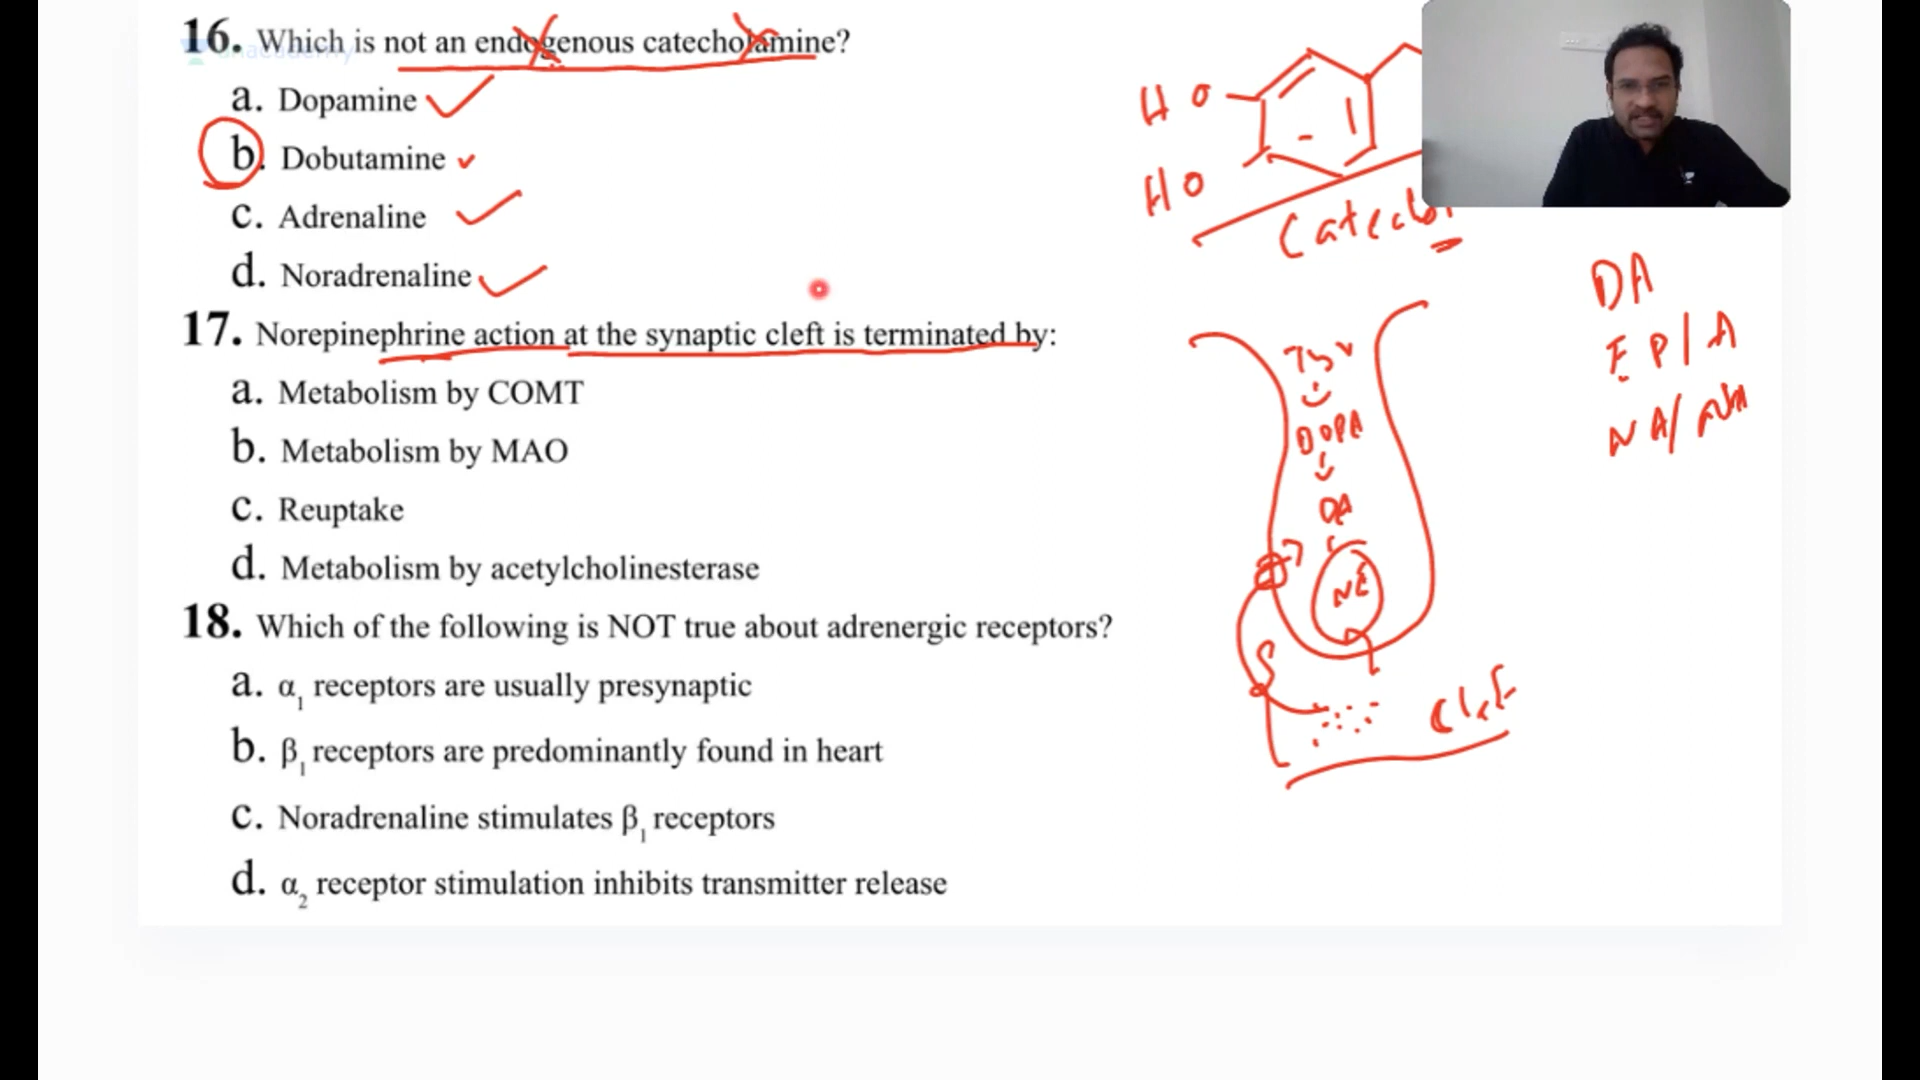 16. Which is not an endogenous catecholamine?
a. Dopamine
b. Dobutamine
c. Adrenaline
d. Noradrenaline
17. Norepinephrine action at the synaptic cleft is terminated by:
a. Metabolism by COMT
b. Metabolism by MAO
c. Reuptake
d. Metabolism by acetylcholinesterase
18. Which of the following is NOT true about adrenergic receptors?
a. α₁ receptors are usually presynaptic
b. β₁ receptors are predominantly found in heart
c. Noradrenaline stimulates β₁ receptors
d. α₂ receptor stimulation inhibits transmitter release
HO
HO
DA
EP/A
NA/
DOPA
DA
NE